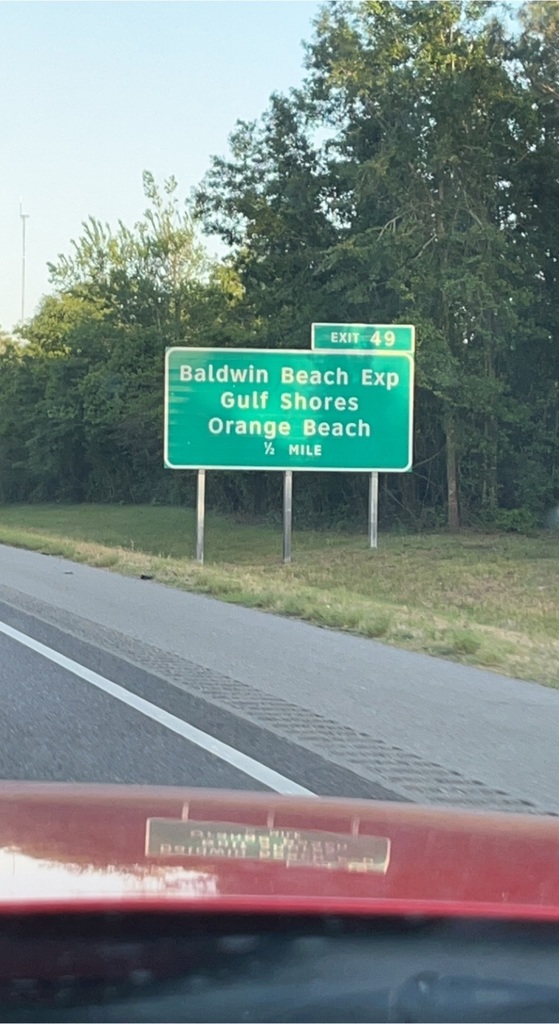 EXIT 49
Baldwin Beach Exp
Gulf Shores
Orange Beach
½ MILE